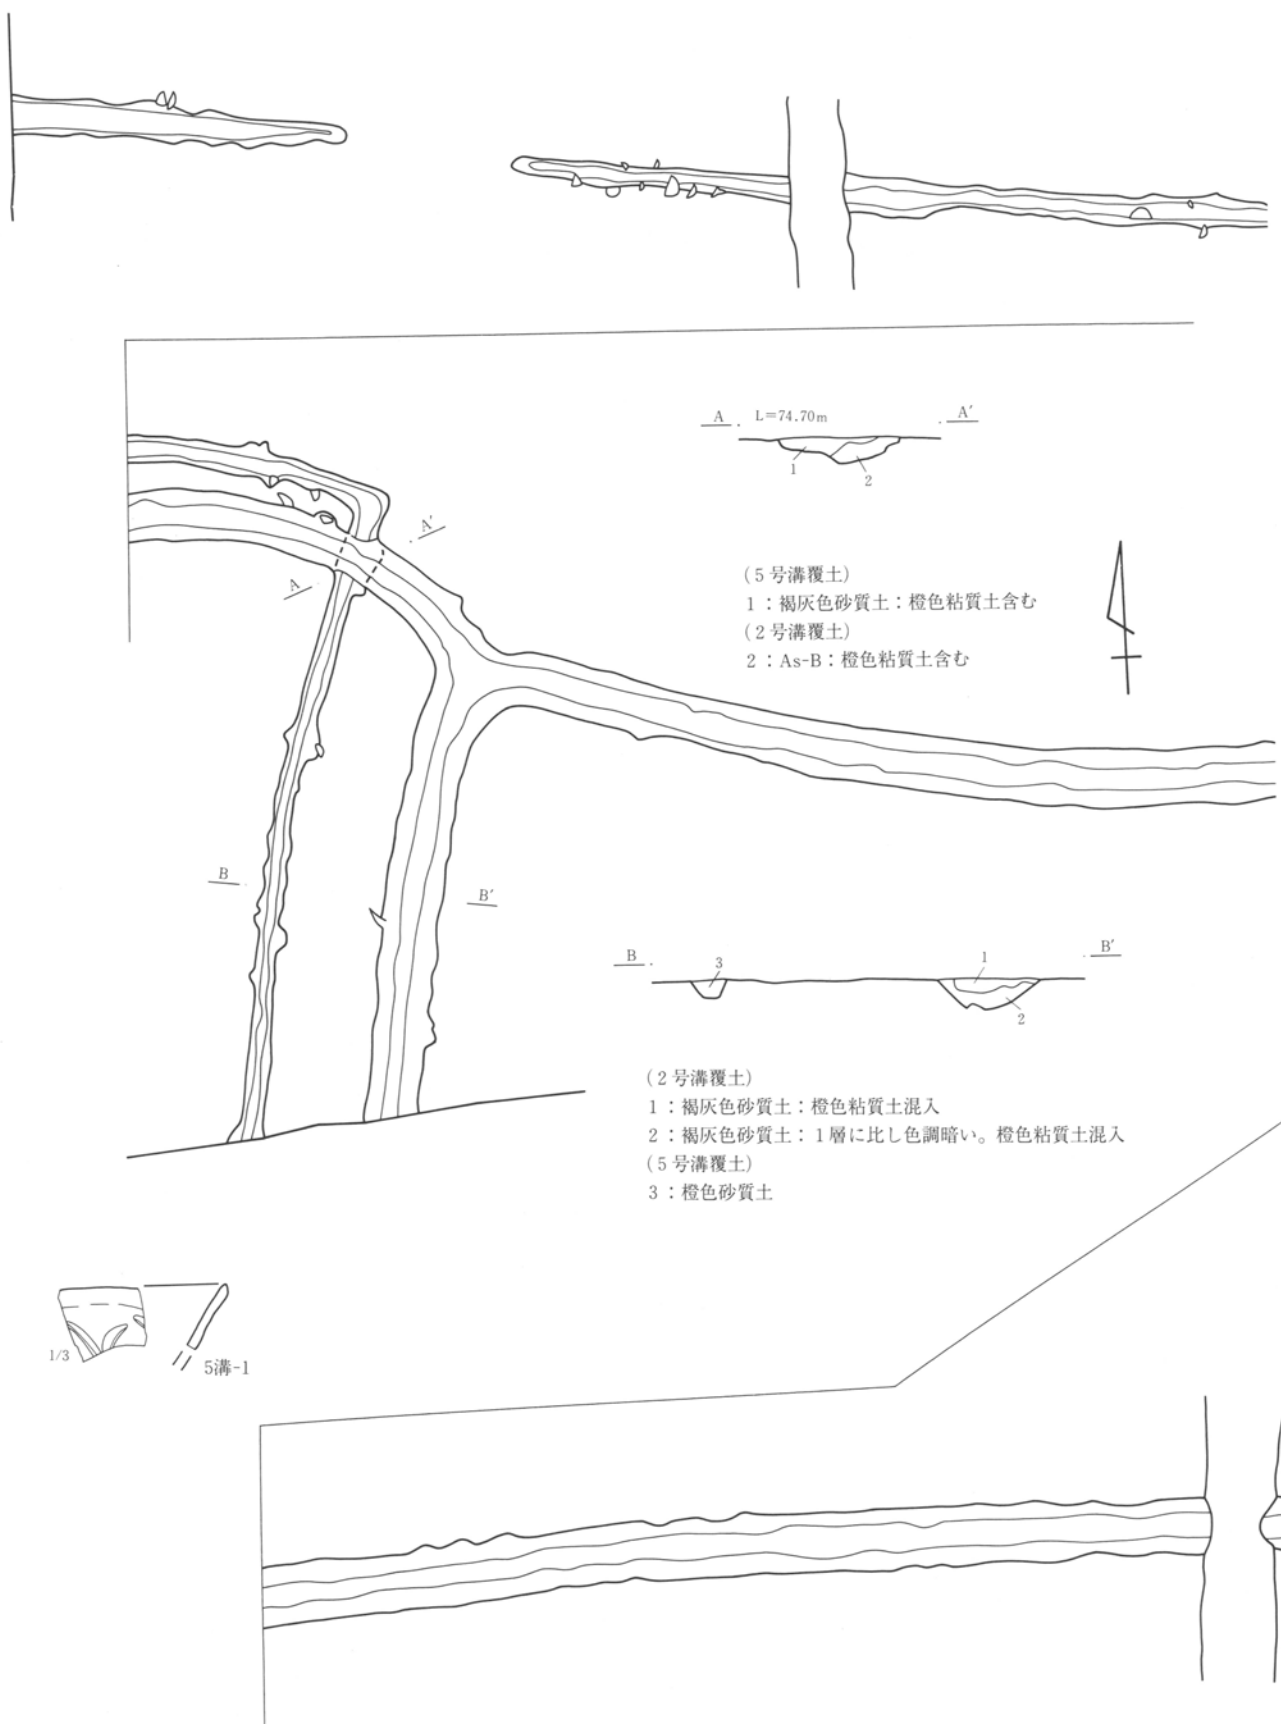 A L=74.70m A′
1
2
A′
A
(5号溝覆土)
1：褐灰色砂質土：橙色粘質土含む
(2号溝覆土)
2：As-B：橙色粘質土含む
B
B′
B 3 1 B′
2
(2号溝覆土)
1：褐灰色砂質土：橙色粘質土混入
2：褐灰色砂質土：1層に比し色調暗い。橙色粘質土混入
(5号溝覆土)
3：橙色砂質土
1/3
5溝-1